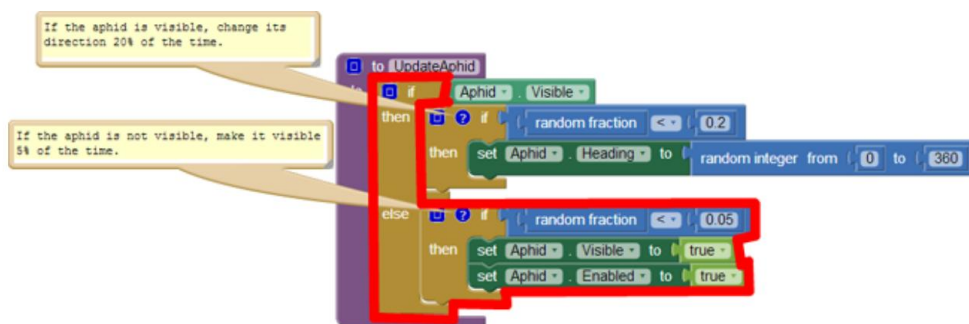 If the aphid is visible, change its
direction 20% of the time.
to UpdateAphid
do if Aphid . Visible
then if random fraction < 0.2
If the aphid is not visible, make it visible
5% of the time.
then set Aphid . Heading to random integer from 0 to 360
else if random fraction < 0.05
then set Aphid . Visible to true
set Aphid . Enabled to true